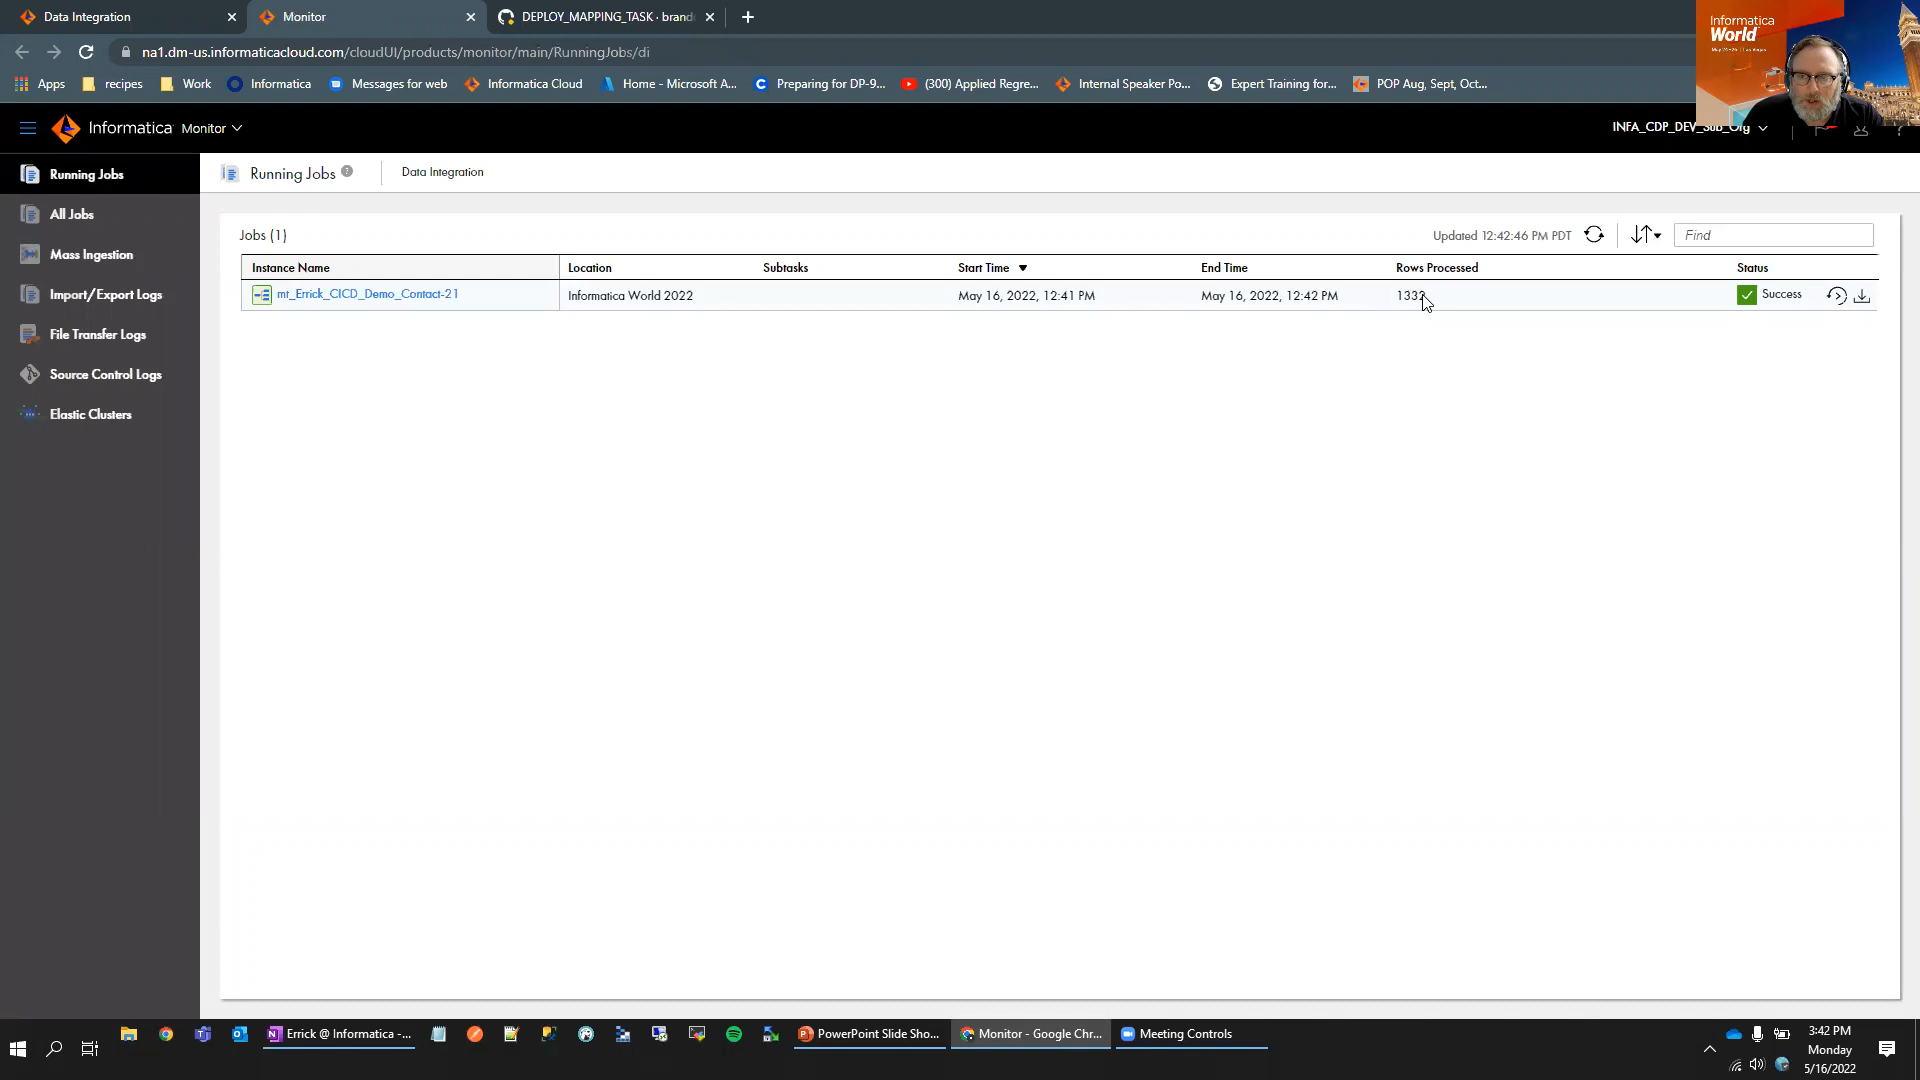 Data Integration
Monitor
DEPLOY_MAPPING_TASK · brand
na1.dm-us.informaticacloud.com/cloudUI/products/monitor/main/RunningJobs/di
Apps
recipes
Work
Informatica
Messages for web
Informatica Cloud
Home - Microsoft A...
Preparing for DP-9...
(300) Applied Regre...
Internal Speaker Po...
Expert Training for...
POP Aug, Sept, Oct...
Informatica
World
Informatica Monitor
INFA_CDP_DEV_Sub_Org
Running Jobs
All Jobs
Mass Ingestion
Import/Export Logs
File Transfer Logs
Source Control Logs
Elastic Clusters
Running Jobs
Data Integration
Jobs (1)
Updated 12:42:46 PM PDT
Find
Instance Name Location Subtasks Start Time End Time Rows Processed Status
mt_Errick_CICD_Demo_Contact-21 Informatica World 2022 May 16, 2022, 12:41 PM May 16, 2022, 12:42 PM 1332 Success
Errick @ Informatica -...
PowerPoint Slide Sho...
Monitor - Google Chr...
Meeting Controls
3:42 PM
Monday
5/16/2022